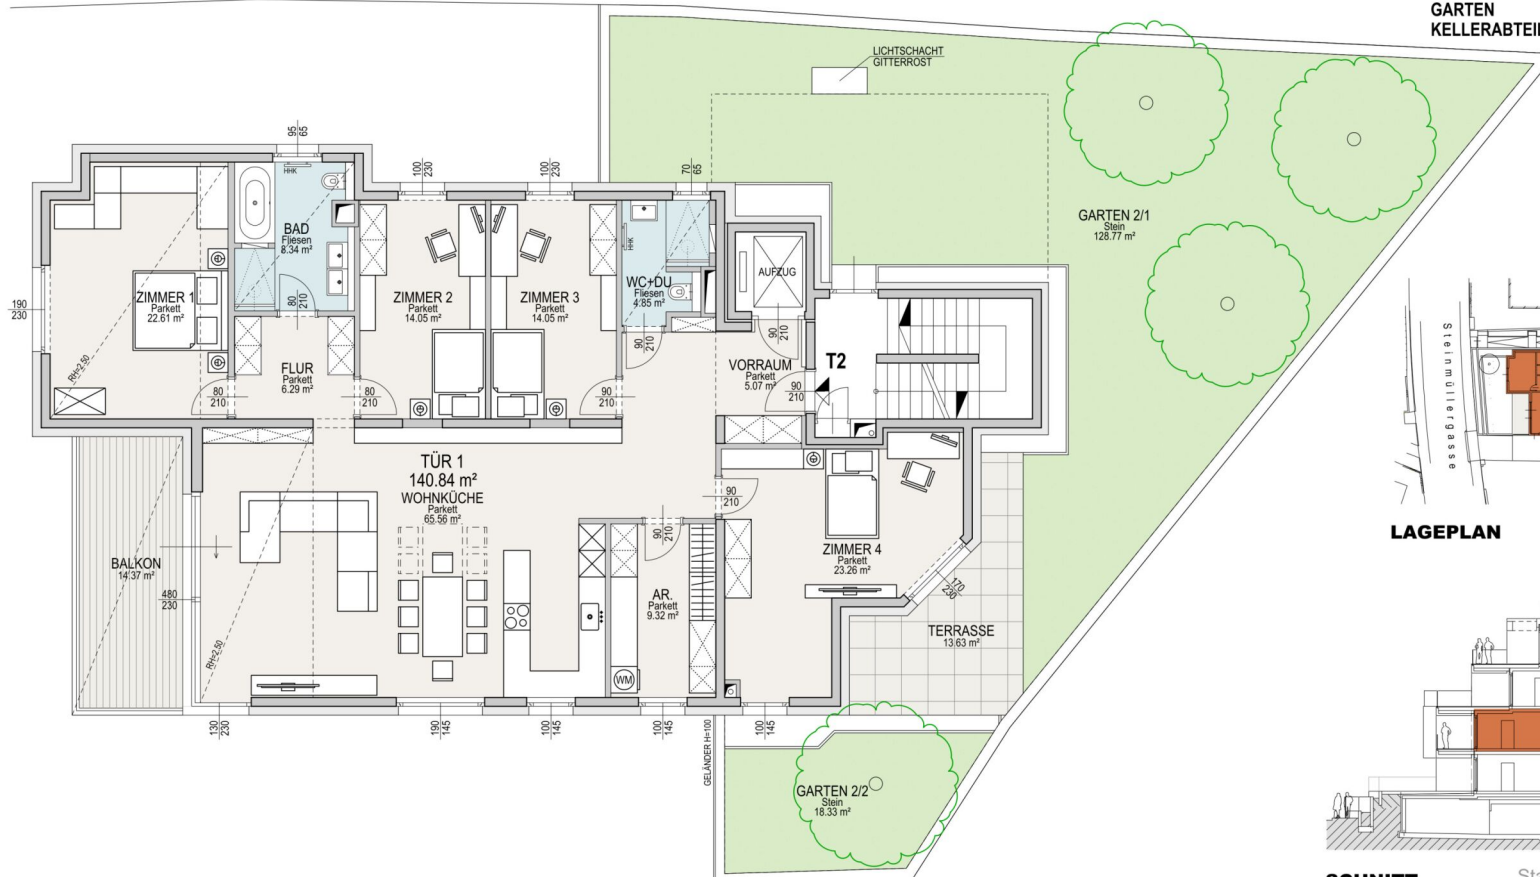 GARTEN
LICHTSCHACHT
GITTERROST
95
65
100
230
100
230
70
65
HHK
BAD
Fliesen
8.34 m²
HHK
WC+DU
Fliesen
4.85 m²
AUFZUG
GARTEN 2/1
Stein
128.77 m²
190
230
ZIMMER 1
Parkett
22.61 m²
80
210
ZIMMER 2
Parkett
14.05 m²
ZIMMER 3
Parkett
14.05 m²
90
210
90
210
RH=2.50
FLUR
Parkett
6.29 m²
VORRAUM
Parkett
5.07 m²
T2
80
210
80
210
90
210
90
210
Steinmüllergasse
TÜR 1
140.84 m²
WOHNKÜCHE
Parkett
65.56 m²
90
210
90
210
LAGEPLAN
BALKON
14.37 m²
480
230
RH=2.50
AR.
Parkett
9.32 m²
WM
ZIMMER 4
Parkett
23.26 m²
170
230
TERRASSE
13.63 m²
130
230
190
145
100
145
100
145
100
145
GELÄNDER H=100
GARTEN 2/2
Stein
18.33 m²